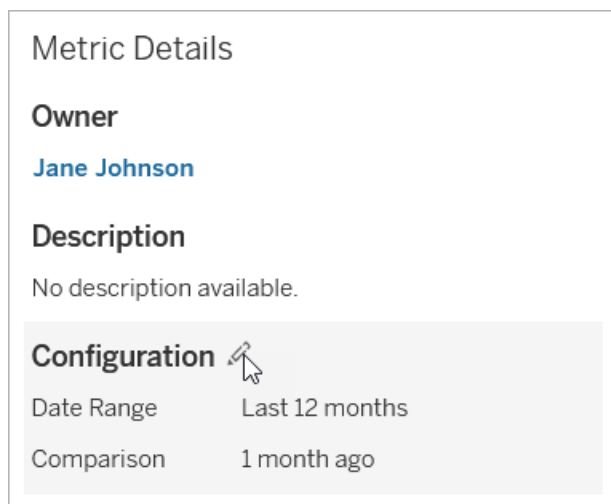 Metric Details
Owner
Jane Johnson
Description
No description available.
Configuration
Date Range Last 12 months
Comparison 1 month ago